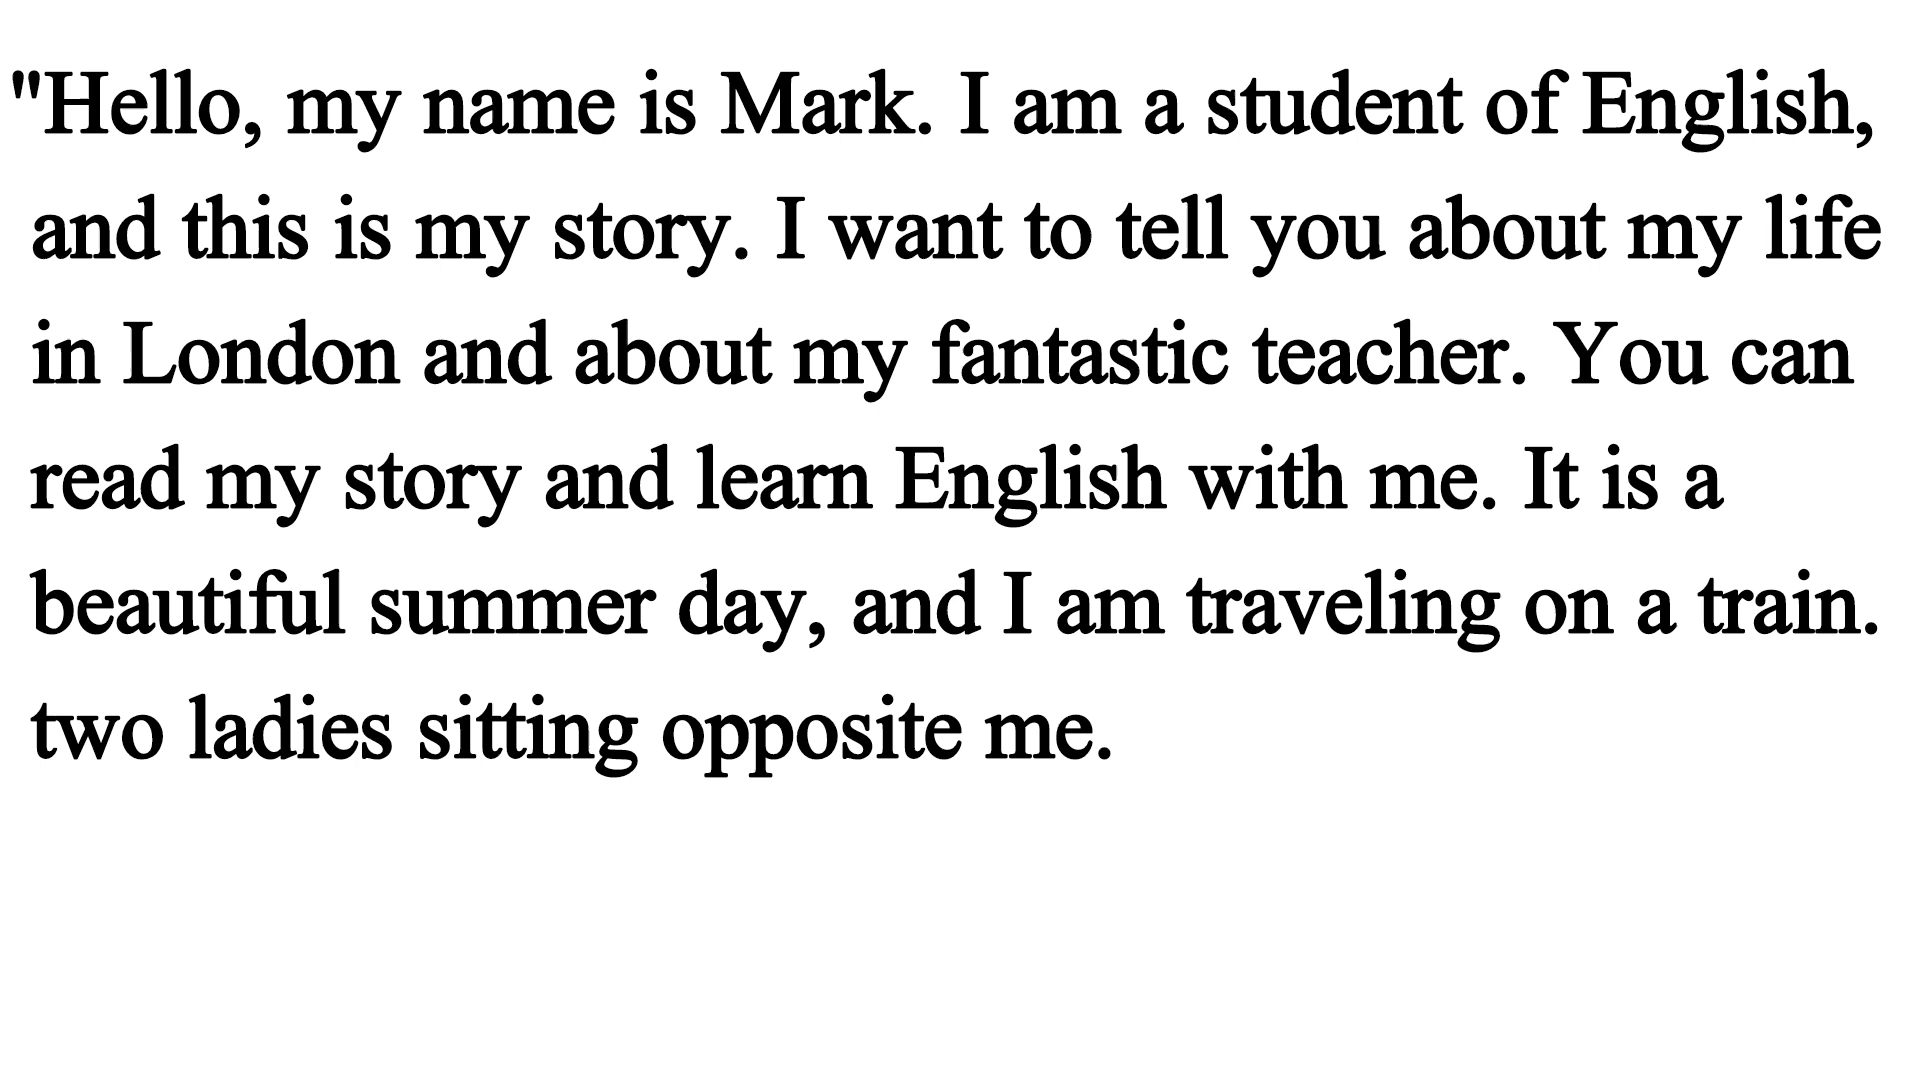 "Hello, my name is Mark. I am a student of English,
and this is my story. I want to tell you about my life
in London and about my fantastic teacher. You can
read my story and learn English with me. It is a
beautiful summer day, and I am traveling on a train.
two ladies sitting opposite me.